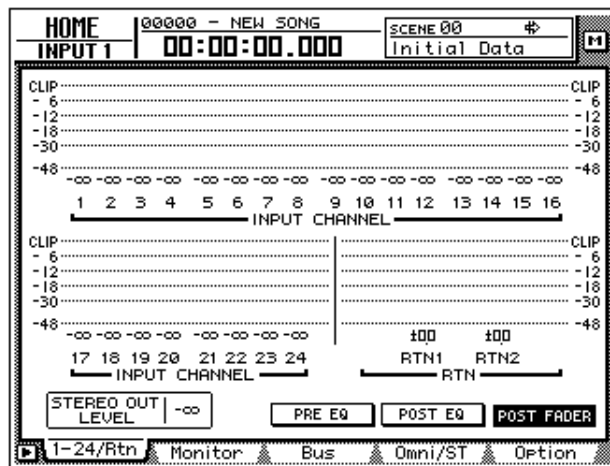 HOME
INPUT 1
00000 - NEW SONG
00:00:00.000
SCENE 00
Initial Data
M
CLIP CLIP
- 6 - 6
-12 -12
-18 -18
-30 -30
-48 -48
-∞ -∞ -∞ -∞ -∞ -∞ -∞ -∞ -∞ -∞ -∞ -∞ -∞ -∞ -∞ -∞
1 2 3 4 5 6 7 8 9 10 11 12 13 14 15 16
INPUT CHANNEL
CLIP CLIP
- 6 - 6
-12 -12
-18 -18
-30 -30
-48 -48
-∞ -∞ -∞ -∞ -∞ -∞ -∞ -∞ ±00 ±00
17 18 19 20 21 22 23 24 RTN1 RTN2
INPUT CHANNEL RTN
STEREO OUT LEVEL -∞
PRE EQ POST EQ POST FADER
1-24/Rtn Monitor Bus Omni/ST Option